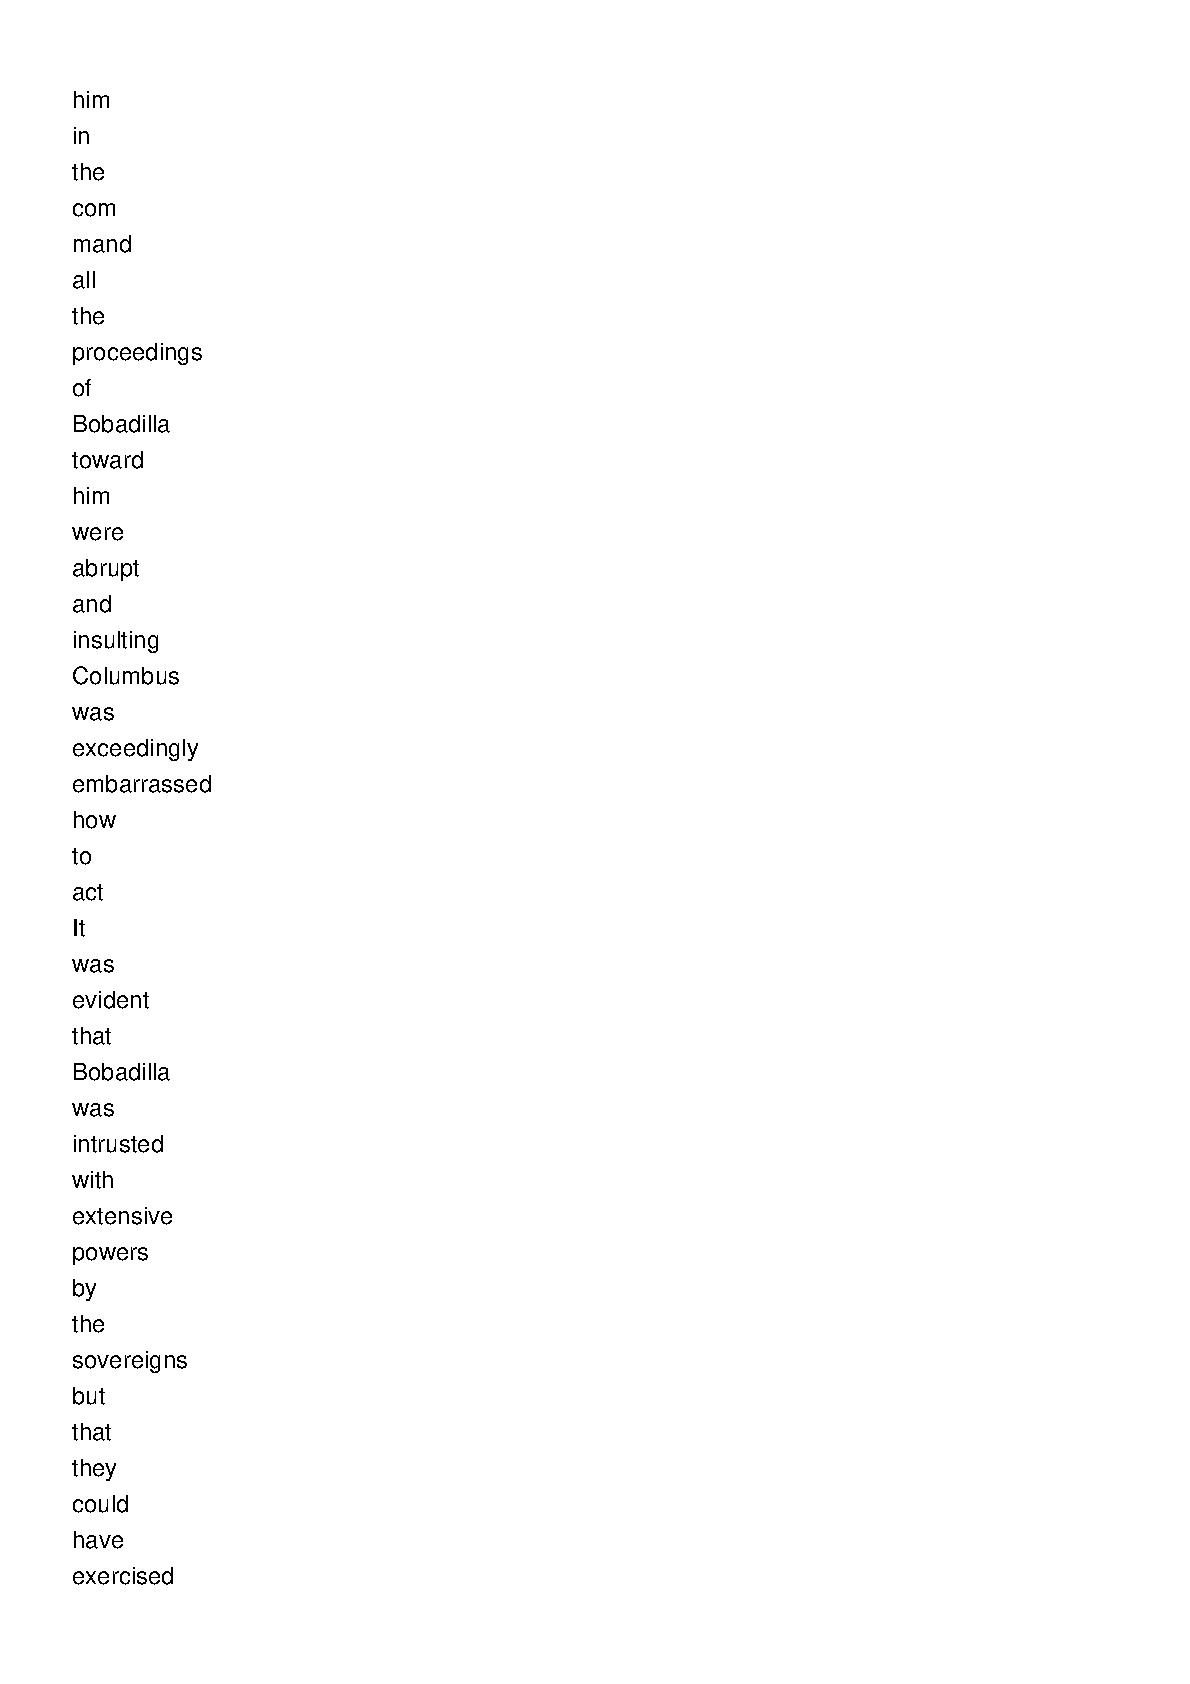 him
in
the
com
mand
all
the
proceedings
of
Bobadilla
toward
him
were
abrupt
and
insulting
Columbus
was
exceedingly
embarrassed
how
to
act
It
was
evident
that
Bobadilla
was
intrusted
with
extensive
powers
by
the
sovereigns
but
that
they
could
have
exercised